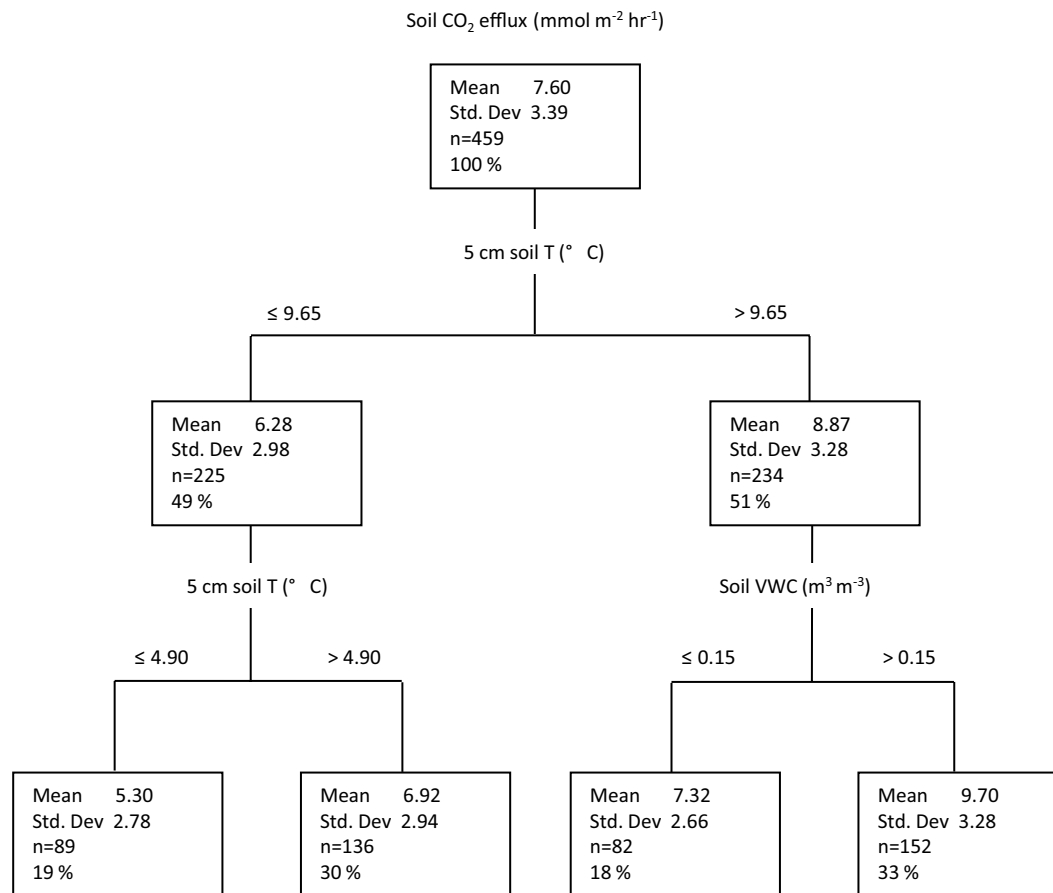 Soil CO₂ efflux (mmol m⁻² hr⁻¹)
Mean 7.60
Std. Dev 3.39
n=459
100 %
5 cm soil T (° C)
≤ 9.65
> 9.65
Mean 6.28
Std. Dev 2.98
n=225
49 %
Mean 8.87
Std. Dev 3.28
n=234
51 %
5 cm soil T (° C)
Soil VWC (m³ m⁻³)
≤ 4.90
> 4.90
≤ 0.15
> 0.15
Mean 5.30
Std. Dev 2.78
n=89
19 %
Mean 6.92
Std. Dev 2.94
n=136
30 %
Mean 7.32
Std. Dev 2.66
n=82
18 %
Mean 9.70
Std. Dev 3.28
n=152
33 %